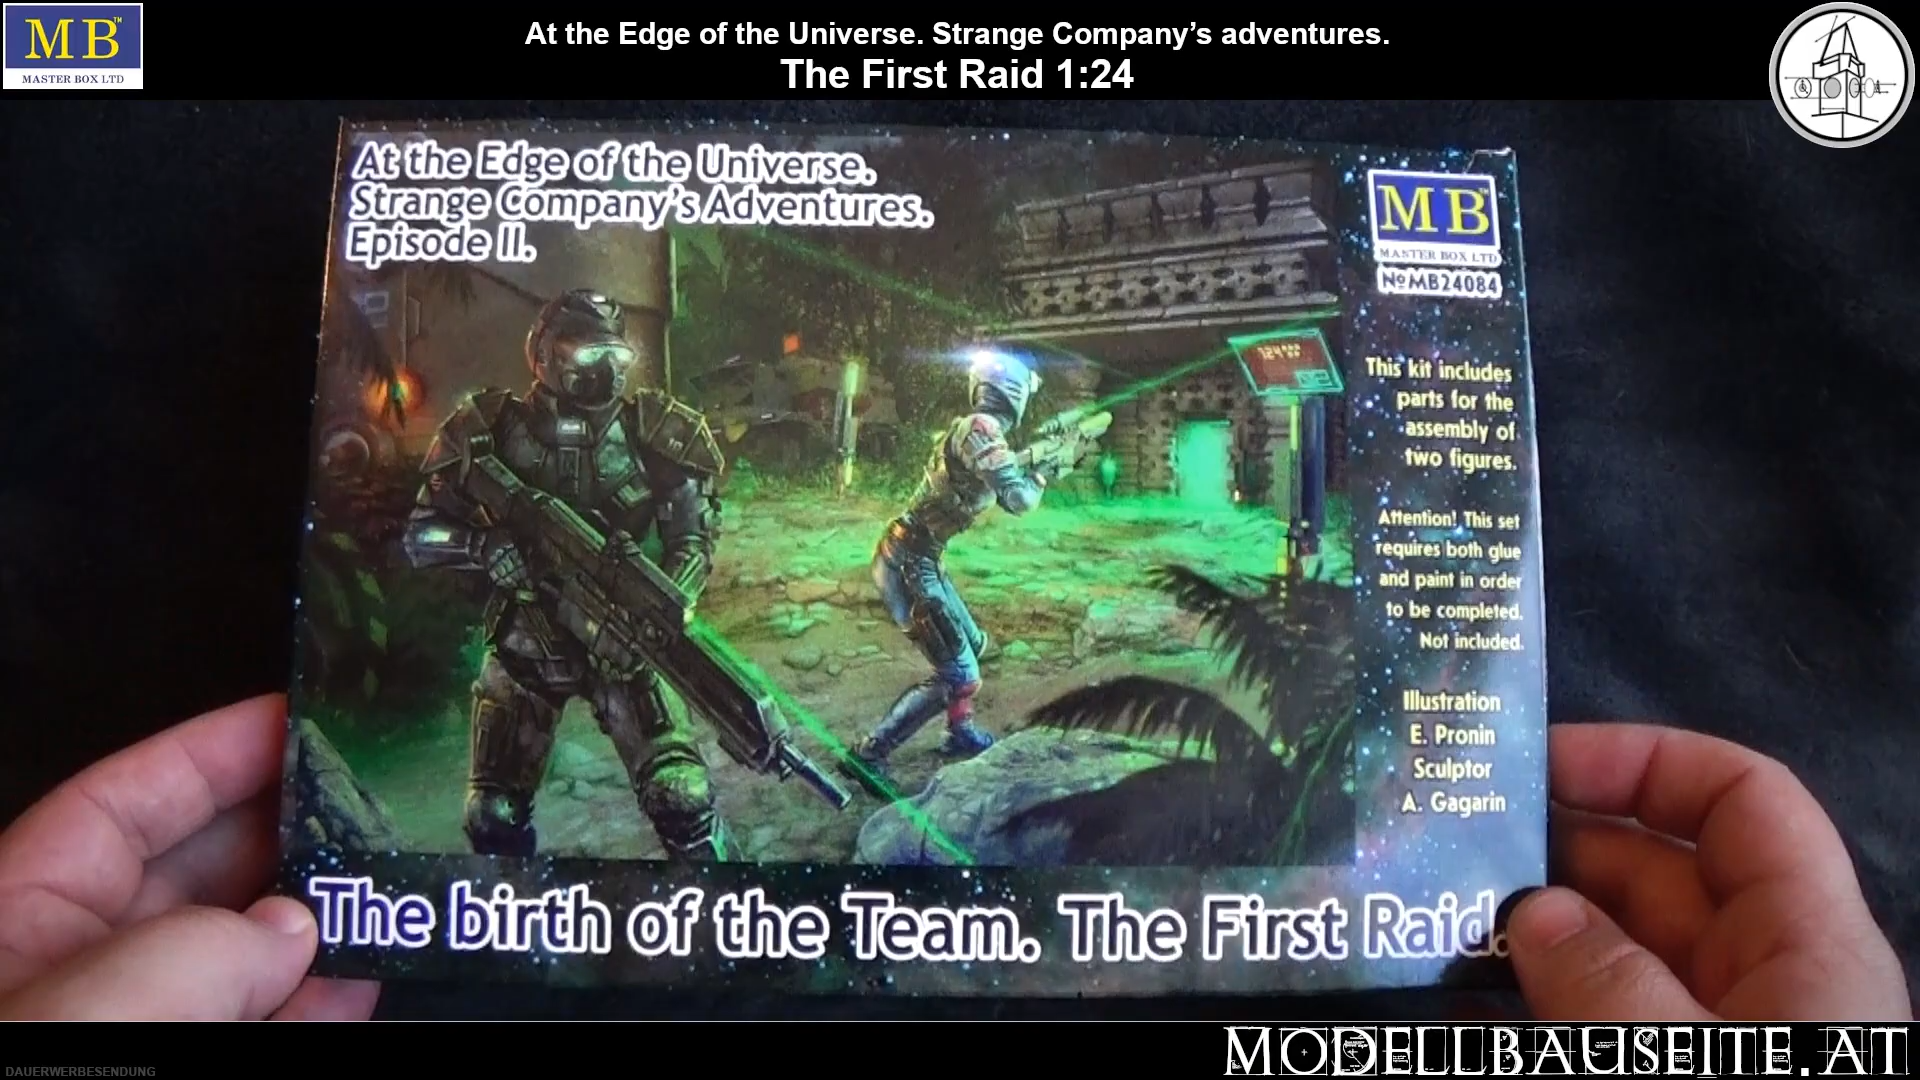 MB™
MASTER BOX LTD
At the Edge of the Universe. Strange Company’s adventures.
The First Raid 1:24
At the Edge of the Universe.
Strange Company’s Adventures.
Episode II.
MB™
MASTER BOX LTD
№MB24084
This kit includes
parts for the
assembly of
two figures.
Attention! This set
requires both glue
and paint in order
to be completed.
Not included.
Illustration
E. Pronin
Sculptor
A. Gagarin
The birth of the Team. The First Raid.
MODELLBAUSEITE.AT
DAUERWERBESENDUNG